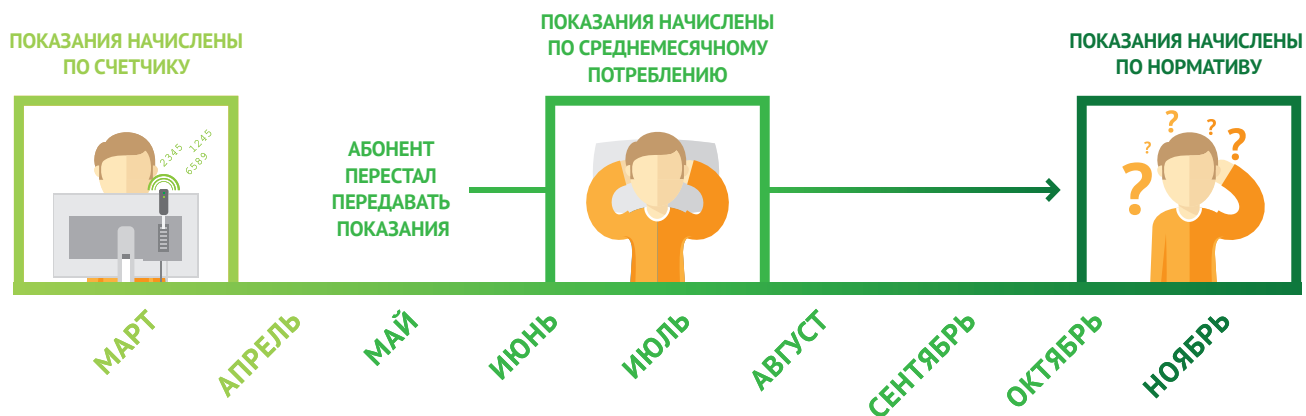 ПОКАЗАНИЯ НАЧИСЛЕНЫ
ПО СЧЕТЧИКУ
ПОКАЗАНИЯ НАЧИСЛЕНЫ
ПО СРЕДНЕМЕСЯЧНОМУ
ПОТРЕБЛЕНИЮ
ПОКАЗАНИЯ НАЧИСЛЕНЫ
ПО НОРМАТИВУ
2345 1245
6589
АБОНЕНТ
ПЕРЕСТАЛ
ПЕРЕДАВАТЬ
ПОКАЗАНИЯ
? ? ? ? ?
МАРТ
АПРЕЛЬ
МАЙ
ИЮНЬ
ИЮЛЬ
АВГУСТ
СЕНТЯБРЬ
ОКТЯБРЬ
НОЯБРЬ